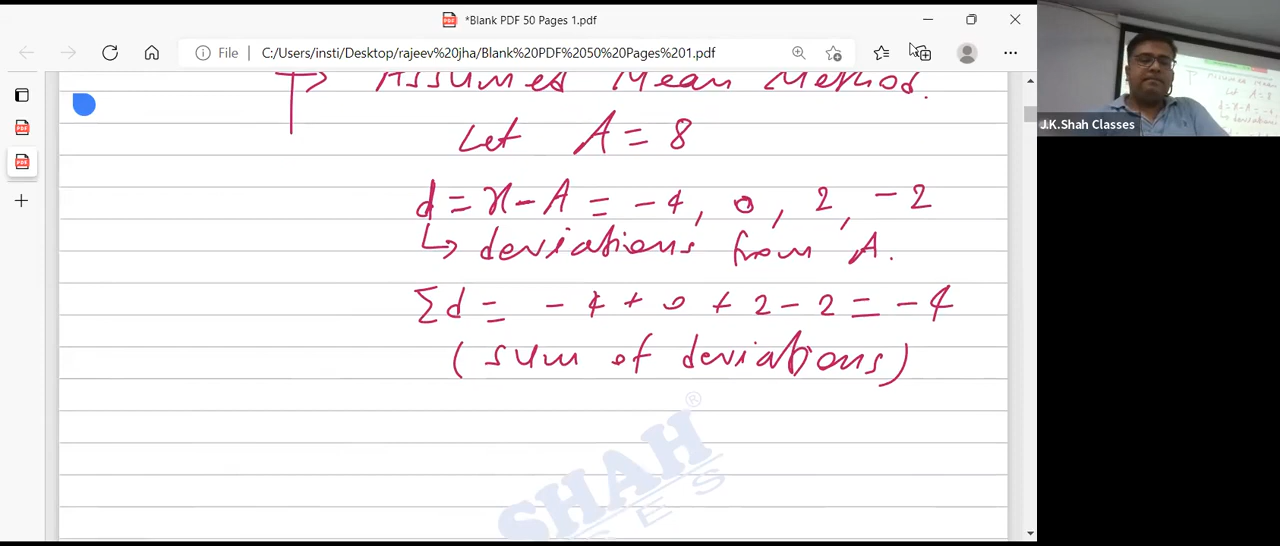 *Blank PDF 50 Pages 1.pdf
File C:/Users/insti/Desktop/rajeev%20jha/Blank%20PDF%2050%20Pages%201.pdf
Assumed Mean Method.
Let A = 8
d = x - A = -4, 0, 2, -2
↳ deviations from A.
Σd = -4 + 0 + 2 - 2 = -4
(sum of deviations)
J.K.Shah Classes
SHAH ®
ES